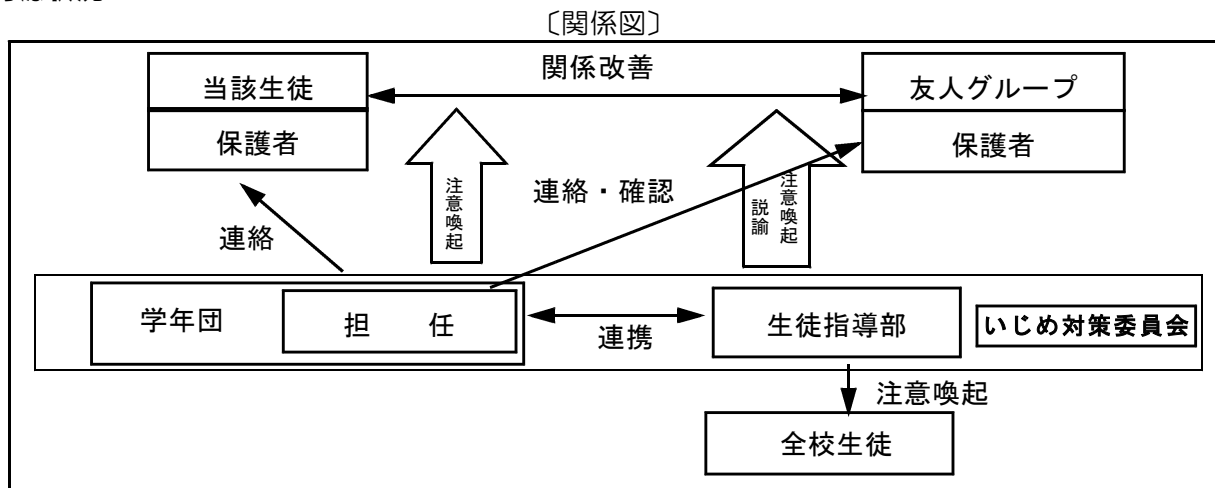 〔関係図〕
当該生徒
保護者
関係改善
友人グループ
保護者
注意喚起
連絡・確認
注意喚起
説諭
連絡
学年団
担　任
連携
生徒指導部
いじめ対策委員会
注意喚起
全校生徒